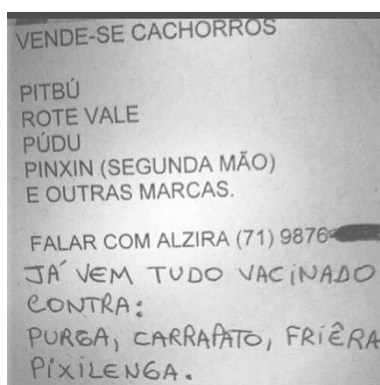 VENDE-SE CACHORROS
PITBÚ
ROTE VALE
PÚDU
PINXIN (SEGUNDA MÃO)
E OUTRAS MARCAS.
FALAR COM ALZIRA (71) 9876
JÁ VEM TUDO VACINADO
CONTRA:
PURGA, CARRAPATO, FRIÊRA
PIXILENGA.